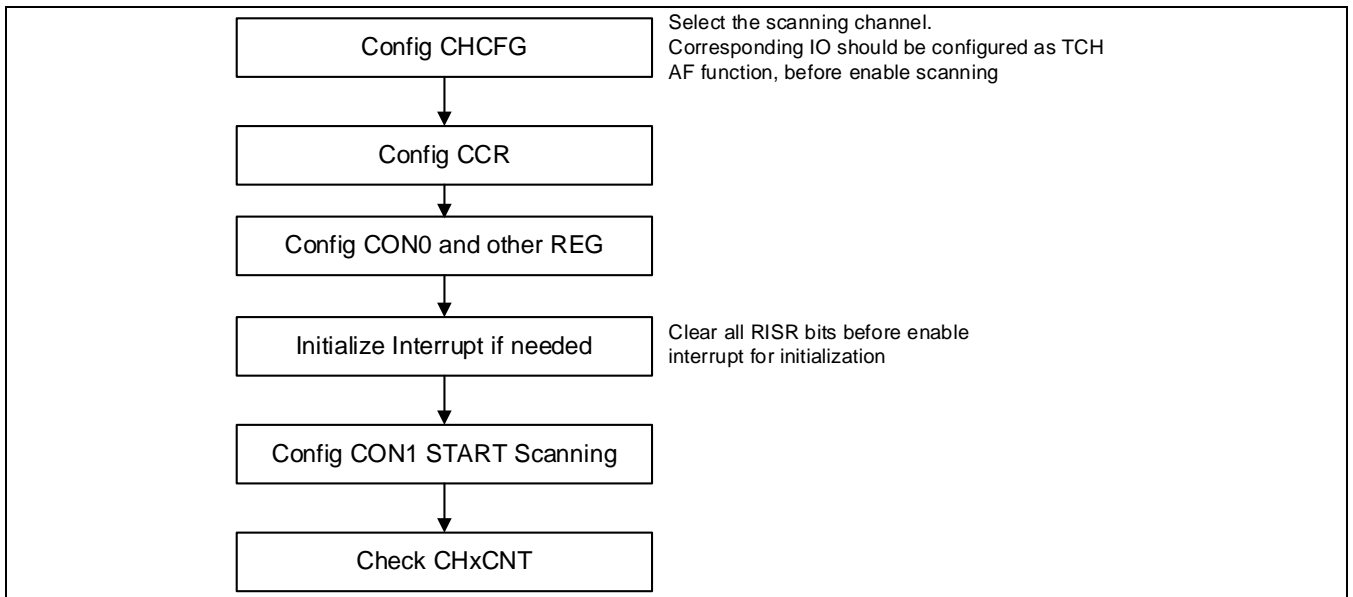 Config CHCFG
Select the scanning channel.
Corresponding IO should be configured as TCH
AF function, before enable scanning
Config CCR
Config CON0 and other REG
Initialize Interrupt if needed
Clear all RISR bits before enable
interrupt for initialization
Config CON1 START Scanning
Check CHxCNT